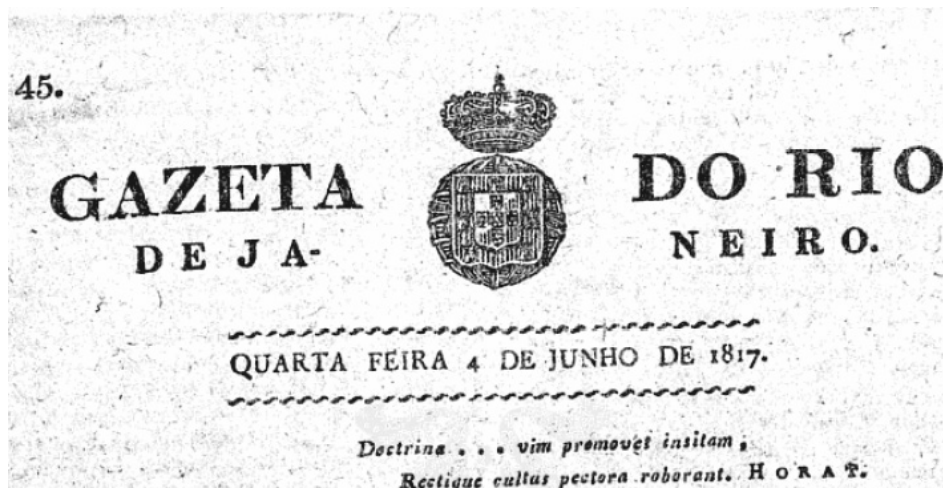 45.
GAZETA DO RIO
DE JA- NEIRO.
QUARTA FEIRA 4 DE JUNHO DE 1817.
Doctrina . . . vim promovet insitam,
Rectique cultus pectora roborant. HORAT.